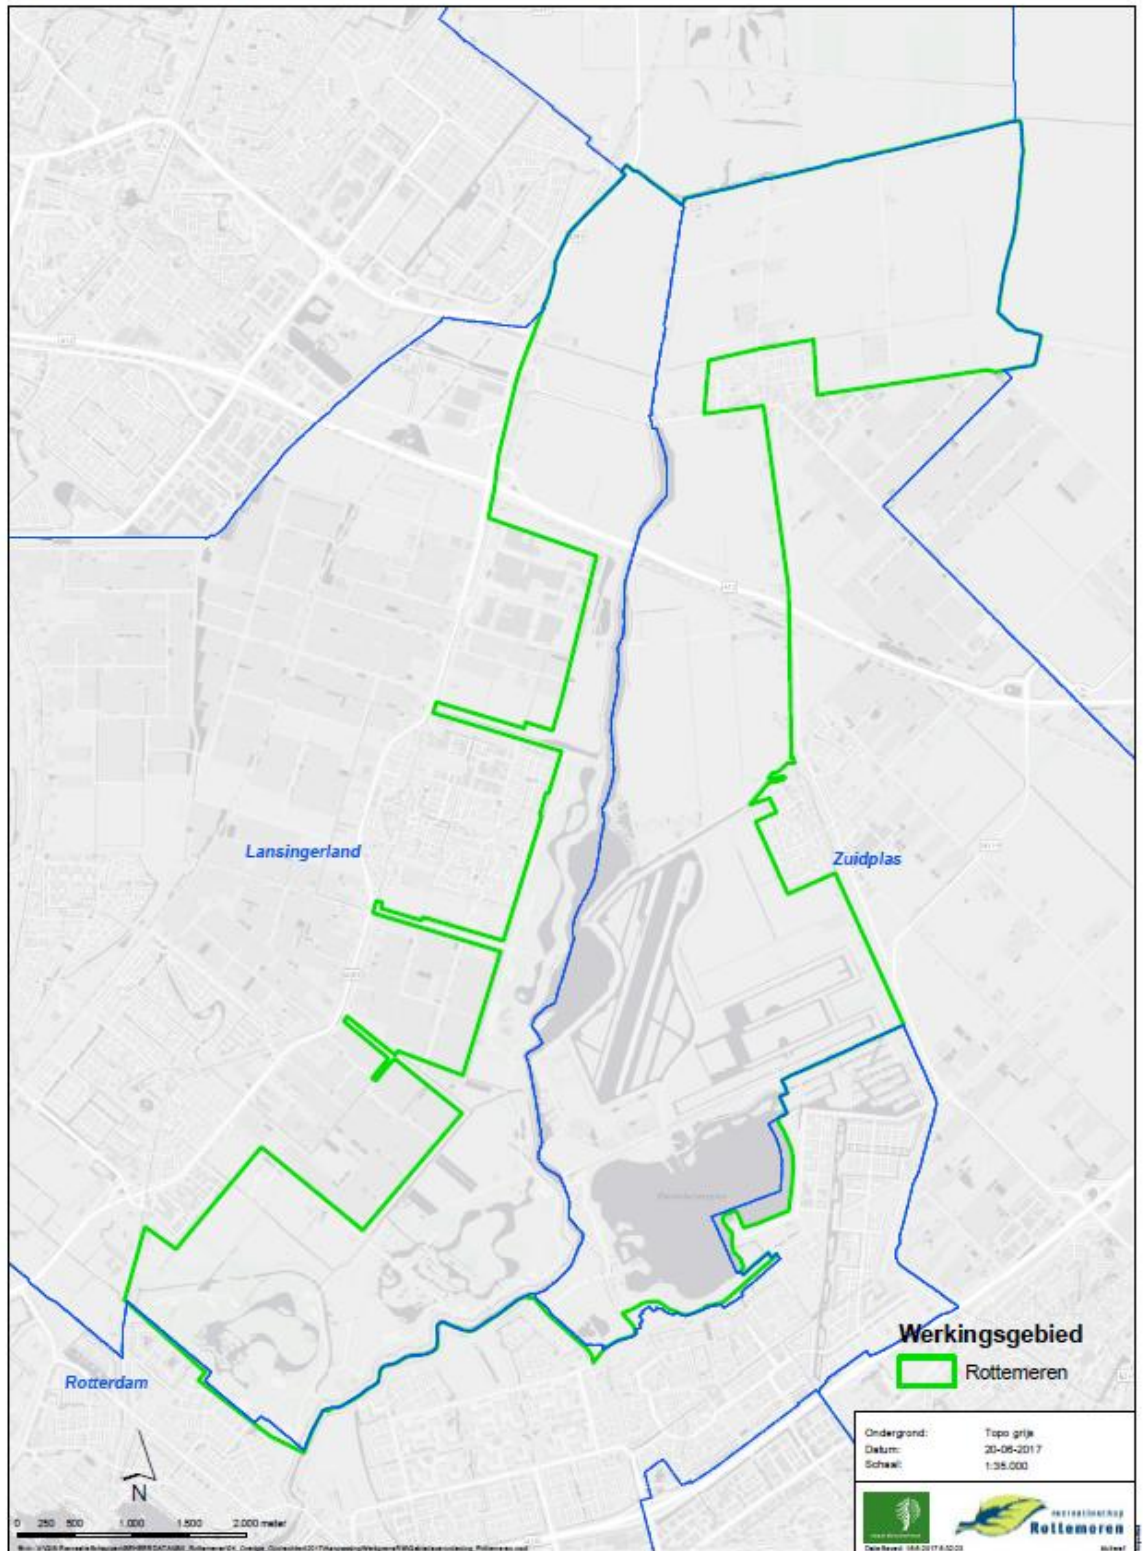 Lansingerland
Zuidplas
Rotterdam
Werkingsgebied
Rottemeren
Ondergrond: Topo grijs
Datum: 20-06-2017
Schaal: 1:35.000
N
0 250 500 1.000 1.500 2.000 meter
recreatieschap
Rottemeren